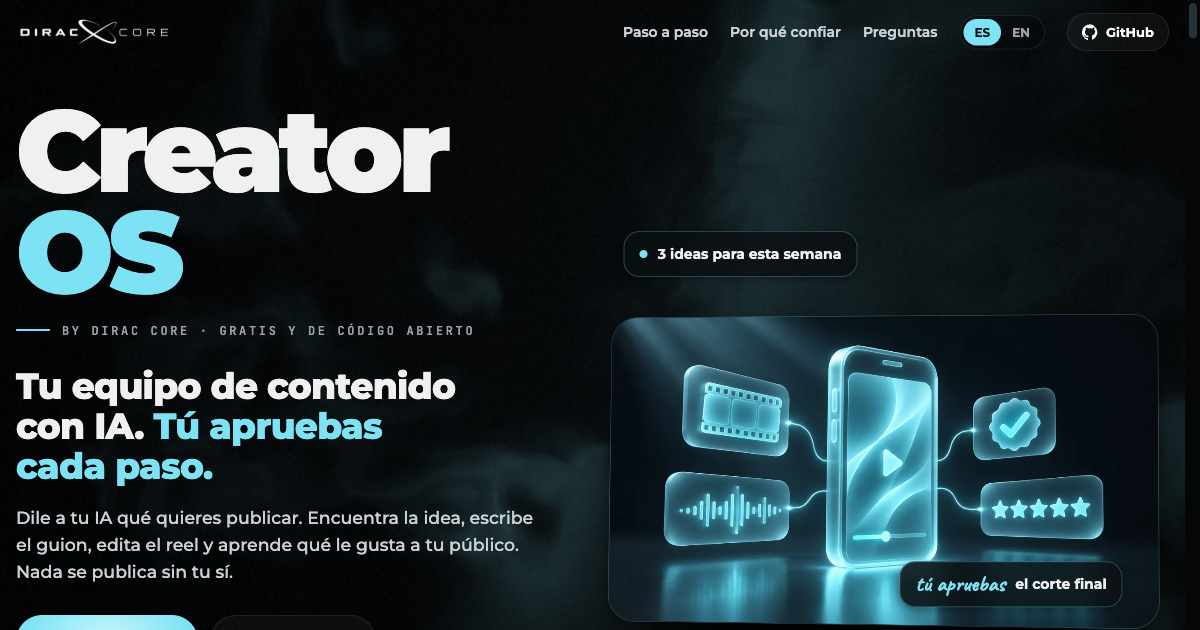 DIRAC CORE
Paso a paso
Por qué confiar
Preguntas
ES
EN
GitHub
Creator
OS
BY DIRAC CORE · GRATIS Y DE CÓDIGO ABIERTO
Tu equipo de contenido
con IA. Tú apruebas
cada paso.
Dile a tu IA qué quieres publicar. Encuentra la idea, escribe
el guion, edita el reel y aprende qué le gusta a tu público.
Nada se publica sin tu sí.
3 ideas para esta semana
tú apruebas el corte final